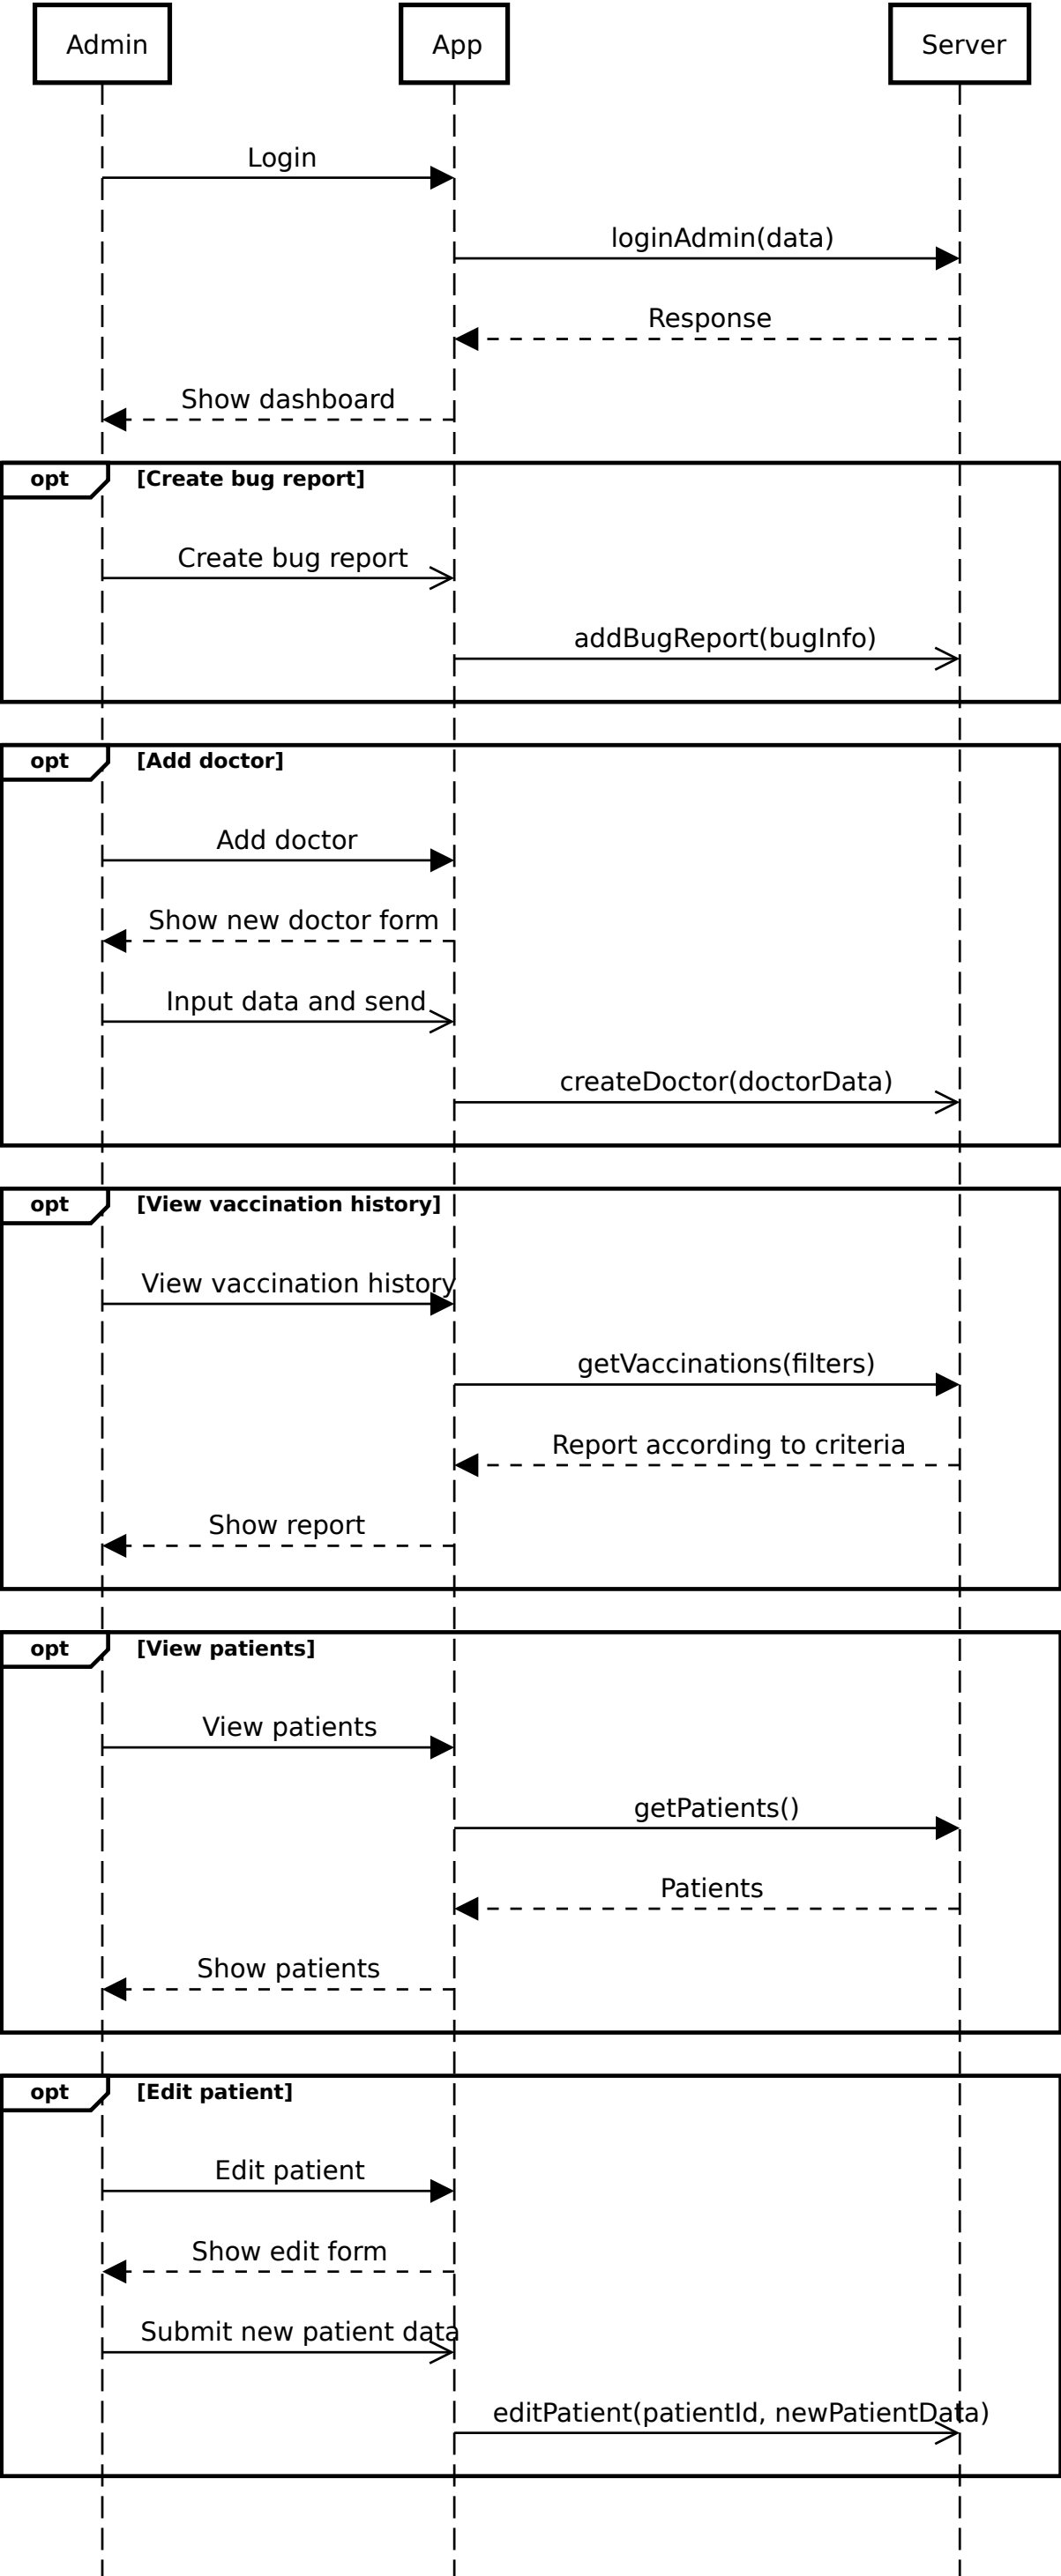 Admin
App
Server
Login
loginAdmin(data)
Response
Show dashboard
opt [Create bug report]
Create bug report
addBugReport(bugInfo)
opt [Add doctor]
Add doctor
Show new doctor form
Input data and send
createDoctor(doctorData)
opt [View vaccination history]
View vaccination history
getVaccinations(filters)
Report according to criteria
Show report
opt [View patients]
View patients
getPatients()
Patients
Show patients
opt [Edit patient]
Edit patient
Show edit form
Submit new patient data
editPatient(patientId, newPatientData)